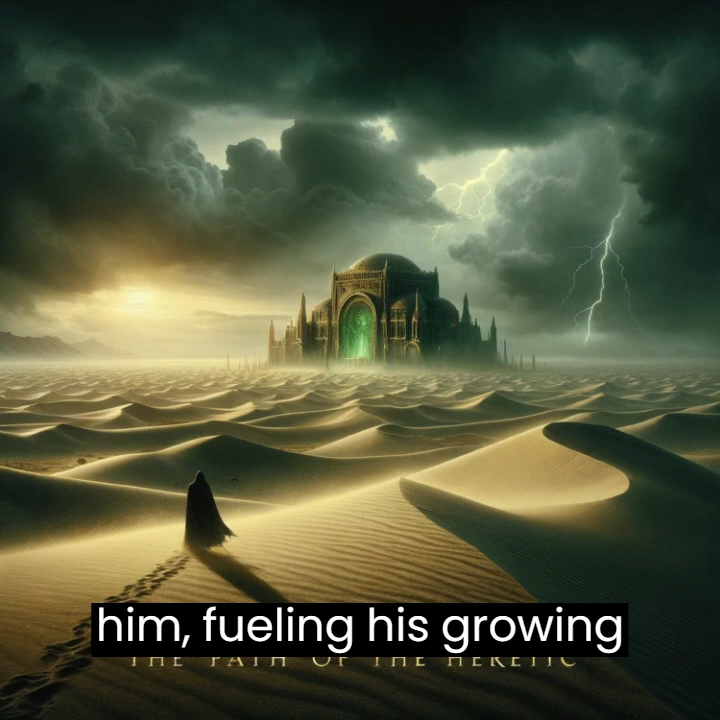 him, fueling his growing
THE PATH OF THE HERETIC